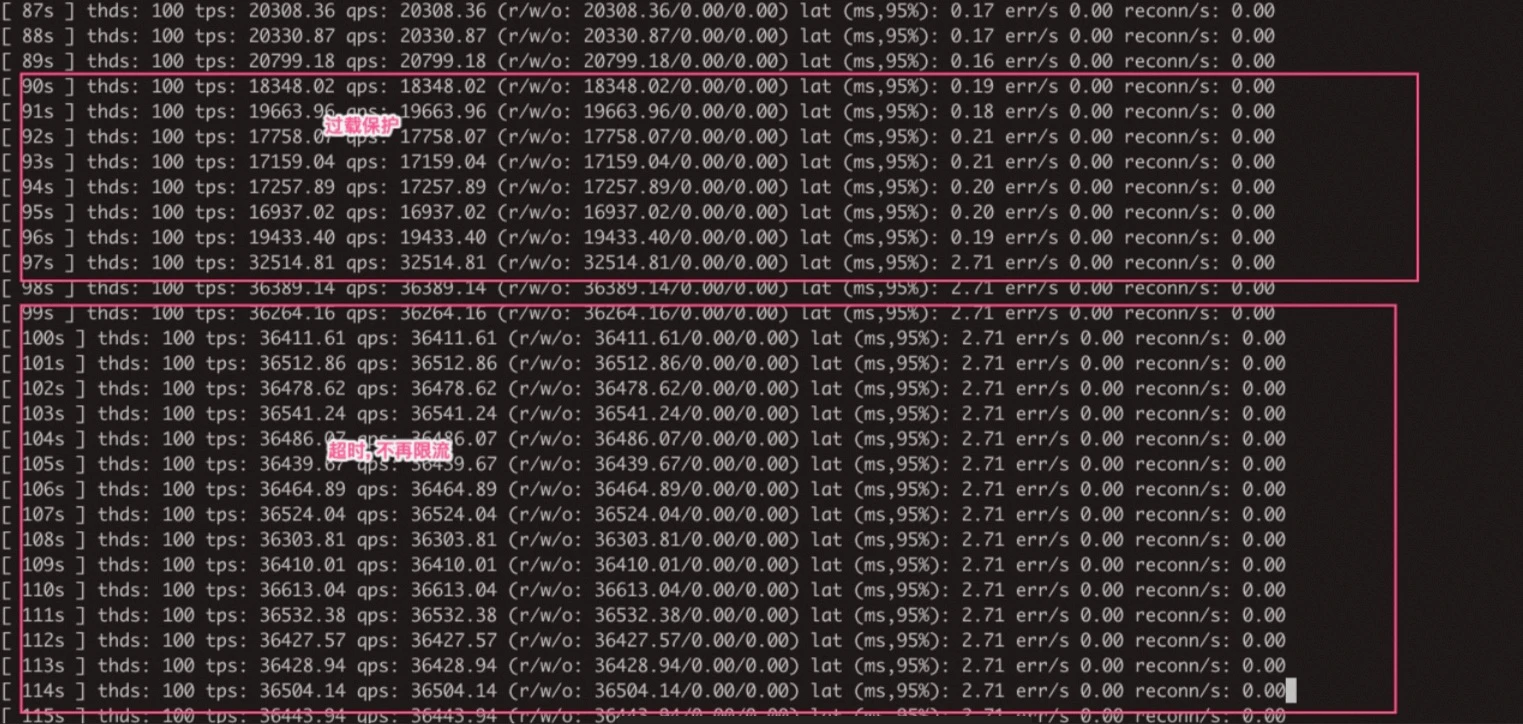 [ 87s ] thds: 100 tps: 20308.36 qps: 20308.36 (r/w/o: 20308.36/0.00/0.00) lat (ms,95%): 0.17 err/s 0.00 reconn/s: 0.00
[ 88s ] thds: 100 tps: 20330.87 qps: 20330.87 (r/w/o: 20330.87/0.00/0.00) lat (ms,95%): 0.17 err/s 0.00 reconn/s: 0.00
[ 89s ] thds: 100 tps: 20799.18 qps: 20799.18 (r/w/o: 20799.18/0.00/0.00) lat (ms,95%): 0.16 err/s 0.00 reconn/s: 0.00
[ 90s ] thds: 100 tps: 18348.02 qps: 18348.02 (r/w/o: 18348.02/0.00/0.00) lat (ms,95%): 0.19 err/s 0.00 reconn/s: 0.00
[ 91s ] thds: 100 tps: 19663.96 qps: 19663.96 (r/w/o: 19663.96/0.00/0.00) lat (ms,95%): 0.18 err/s 0.00 reconn/s: 0.00
过载保护
[ 92s ] thds: 100 tps: 17758.07 qps: 17758.07 (r/w/o: 17758.07/0.00/0.00) lat (ms,95%): 0.21 err/s 0.00 reconn/s: 0.00
[ 93s ] thds: 100 tps: 17159.04 qps: 17159.04 (r/w/o: 17159.04/0.00/0.00) lat (ms,95%): 0.21 err/s 0.00 reconn/s: 0.00
[ 94s ] thds: 100 tps: 17257.89 qps: 17257.89 (r/w/o: 17257.89/0.00/0.00) lat (ms,95%): 0.20 err/s 0.00 reconn/s: 0.00
[ 95s ] thds: 100 tps: 16937.02 qps: 16937.02 (r/w/o: 16937.02/0.00/0.00) lat (ms,95%): 0.20 err/s 0.00 reconn/s: 0.00
[ 96s ] thds: 100 tps: 19433.40 qps: 19433.40 (r/w/o: 19433.40/0.00/0.00) lat (ms,95%): 0.19 err/s 0.00 reconn/s: 0.00
[ 97s ] thds: 100 tps: 32514.81 qps: 32514.81 (r/w/o: 32514.81/0.00/0.00) lat (ms,95%): 2.71 err/s 0.00 reconn/s: 0.00
[ 98s ] thds: 100 tps: 36389.14 qps: 36389.14 (r/w/o: 36389.14/0.00/0.00) lat (ms,95%): 2.71 err/s 0.00 reconn/s: 0.00
[ 99s ] thds: 100 tps: 36264.16 qps: 36264.16 (r/w/o: 36264.16/0.00/0.00) lat (ms,95%): 2.71 err/s 0.00 reconn/s: 0.00
[ 100s ] thds: 100 tps: 36411.61 qps: 36411.61 (r/w/o: 36411.61/0.00/0.00) lat (ms,95%): 2.71 err/s 0.00 reconn/s: 0.00
[ 101s ] thds: 100 tps: 36512.86 qps: 36512.86 (r/w/o: 36512.86/0.00/0.00) lat (ms,95%): 2.71 err/s 0.00 reconn/s: 0.00
[ 102s ] thds: 100 tps: 36478.62 qps: 36478.62 (r/w/o: 36478.62/0.00/0.00) lat (ms,95%): 2.71 err/s 0.00 reconn/s: 0.00
[ 103s ] thds: 100 tps: 36541.24 qps: 36541.24 (r/w/o: 36541.24/0.00/0.00) lat (ms,95%): 2.71 err/s 0.00 reconn/s: 0.00
[ 104s ] thds: 100 tps: 36486.07 qps: 36486.07 (r/w/o: 36486.07/0.00/0.00) lat (ms,95%): 2.71 err/s 0.00 reconn/s: 0.00
超时, 不再限流
[ 105s ] thds: 100 tps: 36439.67 qps: 36439.67 (r/w/o: 36439.67/0.00/0.00) lat (ms,95%): 2.71 err/s 0.00 reconn/s: 0.00
[ 106s ] thds: 100 tps: 36464.89 qps: 36464.89 (r/w/o: 36464.89/0.00/0.00) lat (ms,95%): 2.71 err/s 0.00 reconn/s: 0.00
[ 107s ] thds: 100 tps: 36524.04 qps: 36524.04 (r/w/o: 36524.04/0.00/0.00) lat (ms,95%): 2.71 err/s 0.00 reconn/s: 0.00
[ 108s ] thds: 100 tps: 36303.81 qps: 36303.81 (r/w/o: 36303.81/0.00/0.00) lat (ms,95%): 2.71 err/s 0.00 reconn/s: 0.00
[ 109s ] thds: 100 tps: 36410.01 qps: 36410.01 (r/w/o: 36410.01/0.00/0.00) lat (ms,95%): 2.71 err/s 0.00 reconn/s: 0.00
[ 110s ] thds: 100 tps: 36613.04 qps: 36613.04 (r/w/o: 36613.04/0.00/0.00) lat (ms,95%): 2.71 err/s 0.00 reconn/s: 0.00
[ 111s ] thds: 100 tps: 36532.38 qps: 36532.38 (r/w/o: 36532.38/0.00/0.00) lat (ms,95%): 2.71 err/s 0.00 reconn/s: 0.00
[ 112s ] thds: 100 tps: 36427.57 qps: 36427.57 (r/w/o: 36427.57/0.00/0.00) lat (ms,95%): 2.71 err/s 0.00 reconn/s: 0.00
[ 113s ] thds: 100 tps: 36428.94 qps: 36428.94 (r/w/o: 36428.94/0.00/0.00) lat (ms,95%): 2.71 err/s 0.00 reconn/s: 0.00
[ 114s ] thds: 100 tps: 36504.14 qps: 36504.14 (r/w/o: 36504.14/0.00/0.00) lat (ms,95%): 2.71 err/s 0.00 reconn/s: 0.00
[ 115s ] thds: 100 tps: 36443.94 qps: 36443.94 (r/w/o: